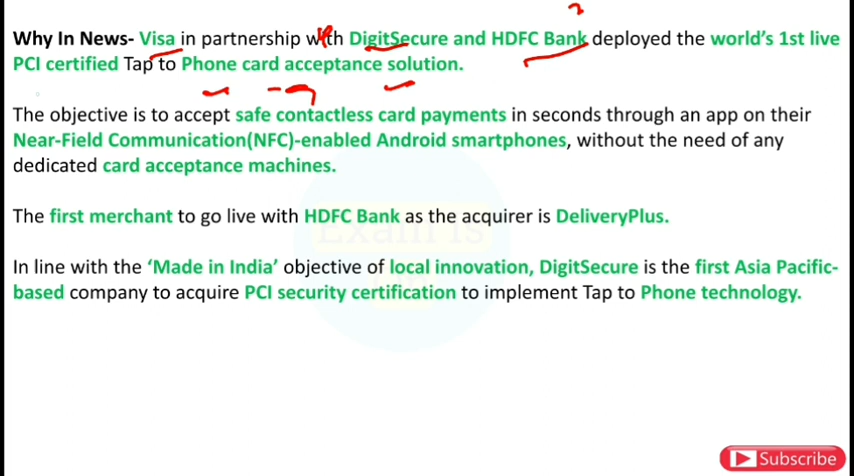 Why In News- Visa in partnership with DigitSecure and HDFC Bank deployed the world's 1st live
PCI certified Tap to Phone card acceptance solution.
The objective is to accept safe contactless card payments in seconds through an app on their
Near-Field Communication(NFC)-enabled Android smartphones, without the need of any
dedicated card acceptance machines.
The first merchant to go live with HDFC Bank as the acquirer is DeliveryPlus.
In line with the ‘Made in India’ objective of local innovation, DigitSecure is the first Asia Pacific-
based company to acquire PCI security certification to implement Tap to Phone technology.
Subscribe